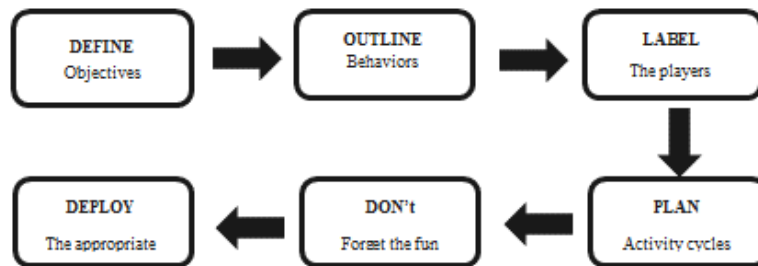 DEFINE
Objectives
OUTLINE
Behaviors
LABEL
The players
PLAN
Activity cycles
DON't
Forget the fun
DEPLOY
The appropriate